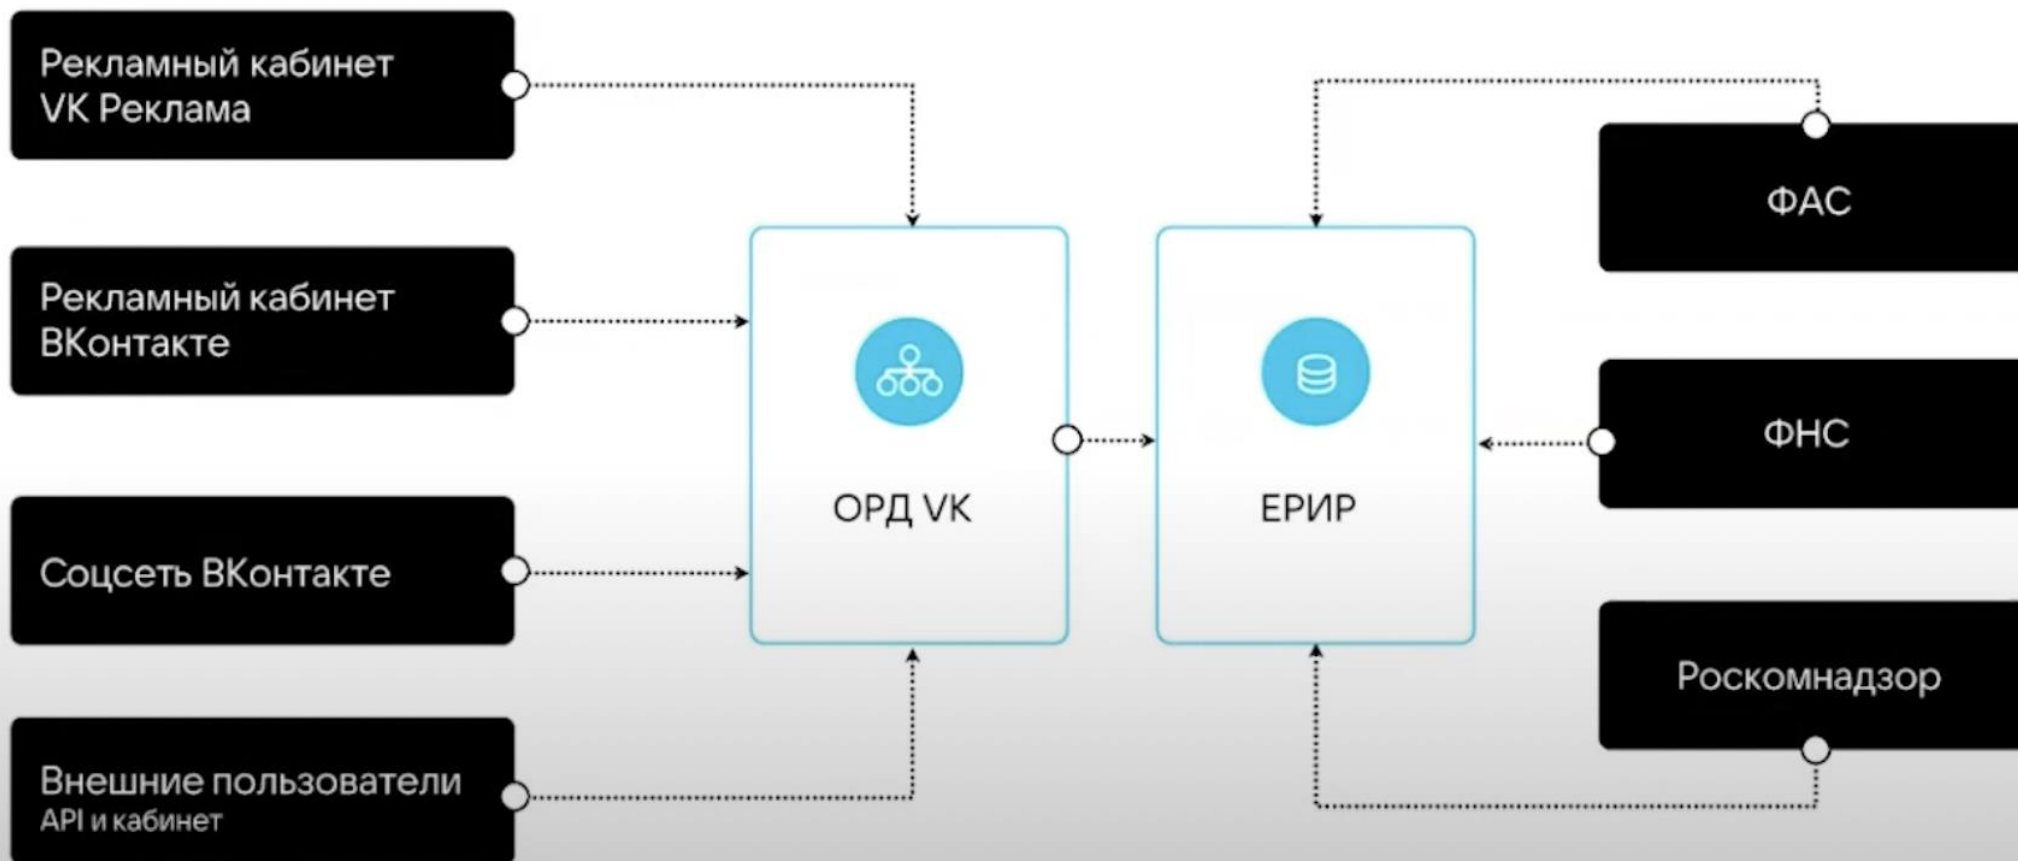 Рекламный кабинет
VK Реклама
Рекламный кабинет
ВКонтакте
Соцсеть ВКонтакте
Внешние пользователи
API и кабинет
ОРД VK
ЕРИР
ФАС
ФНС
Роскомнадзор